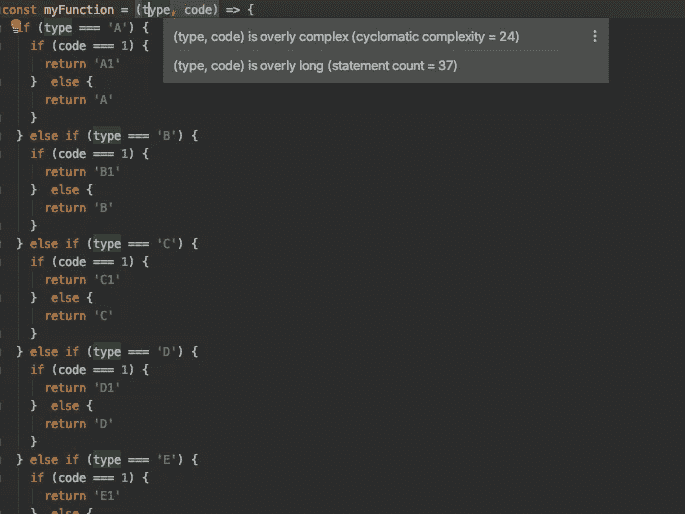 const myFunction = (type, code) => {
if (type === 'A') {
(type, code) is overly complex (cyclomatic complexity = 24)
if (code === 1) {
return 'A1'
(type, code) is overly long (statement count = 37)
} else {
return 'A'
}
} else if (type === 'B') {
if (code === 1) {
return 'B1'
} else {
return 'B'
}
} else if (type === 'C') {
if (code === 1) {
return 'C1'
} else {
return 'C'
}
} else if (type === 'D') {
if (code === 1) {
return 'D1'
} else {
return 'D'
}
} else if (type === 'E') {
if (code === 1) {
return 'E1'
} else {